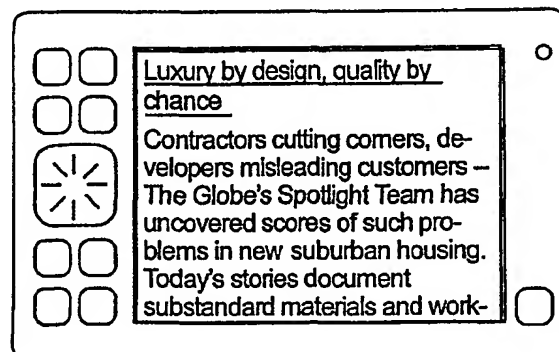 Luxury by design, quality by
chance
Contractors cutting corners, de-
velopers misleading customers –
The Globe's Spotlight Team has
uncovered scores of such pro-
blems in new suburban housing.
Today's stories document
substandard materials and work-